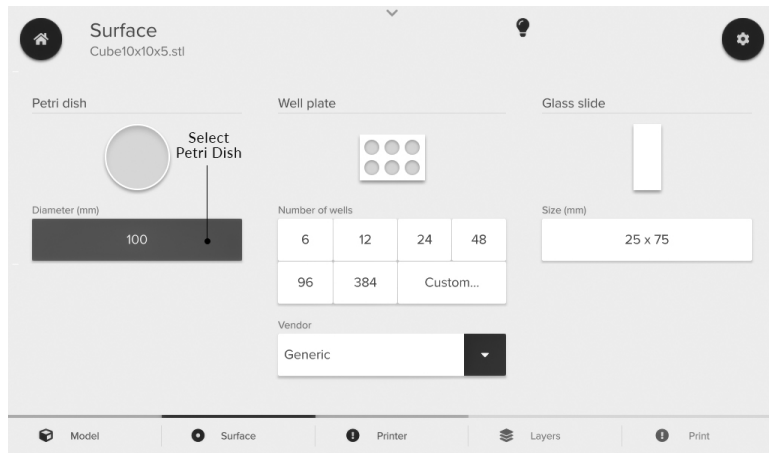 Surface
Cube10x10x5.stl
Petri dish
Select
Petri Dish
Diameter (mm)
100
Well plate
Number of wells
6 12 24 48
96 384 Custom...
Vendor
Generic
Glass slide
Size (mm)
25 x 75
Model Surface Printer Layers Print